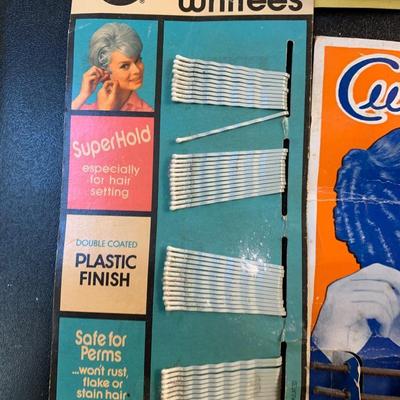 whitees
®
SuperHold
especially
for hair
setting
DOUBLE COATED
PLASTIC
FINISH
Safe for
Perms
...won't rust,
flake or
stain hair